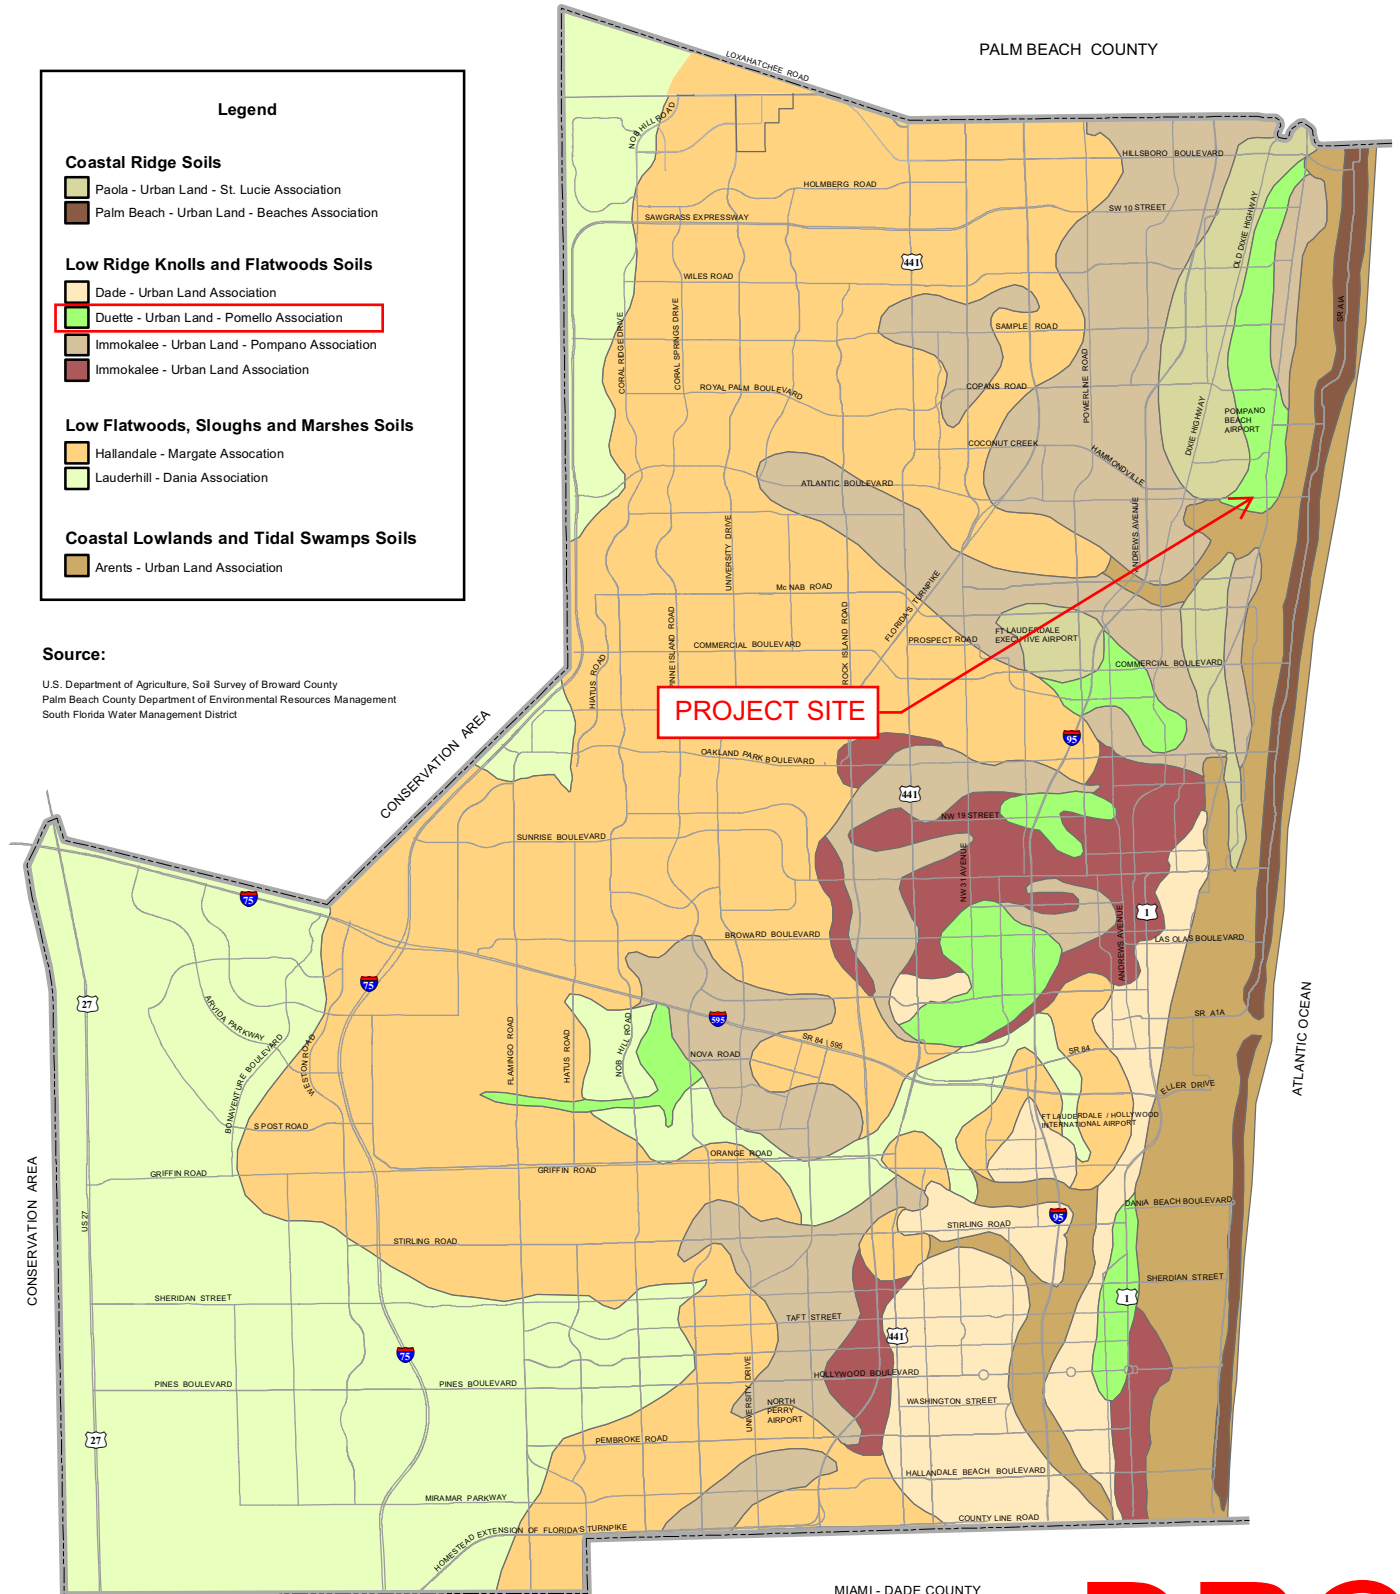 PALM BEACH COUNTY
LOXAHATCHEE ROAD
Legend
Coastal Ridge Soils
Paola - Urban Land - St. Lucie Association
Palm Beach - Urban Land - Beaches Association
Low Ridge Knolls and Flatwoods Soils
Dade - Urban Land Association
Duette - Urban Land - Pomello Association
Immokalee - Urban Land - Pompano Association
Immokalee - Urban Land Association
Low Flatwoods, Sloughs and Marshes Soils
Hallandale - Margate Assocation
Lauderhill - Dania Association
Coastal Lowlands and Tidal Swamps Soils
Arents - Urban Land Association
Source:
U.S. Department of Agriculture, Soil Survey of Broward County
Palm Beach County Department of Environmental Resources Management
South Florida Water Management District
NOB HILL ROAD
HILLSBORO BOULEVARD
HOLMBERG ROAD
SW 10 STREET
SAWGRASS EXPRESSWAY
OLD DIXIE HIGHWAY
441
WILES ROAD
SR A1A
CORAL RIDGE DRIVE
CORAL SPRINGS DRIVE
SAMPLE ROAD
POWERLINE ROAD
ROYAL PALM BOULEVARD
COPANS ROAD
DIXIE HIGHWAY
POMPANO
BEACH
AIRPORT
COCONUT CREEK
HAMMONDVILLE
ATLANTIC BOULEVARD
UNIVERSITY DRIVE
ANDREWS AVENUE
Mc NAB ROAD
FLORIDA'S TURNPIKE
PINNE ISLAND ROAD
ROCK ISLAND ROAD
COMMERCIAL BOULEVARD
PROSPECT ROAD
FT LAUDERDALE
EXECUTIVE AIRPORT
COMMERCIAL BOULEVARD
HIATUS ROAD
PROJECT SITE
CONSERVATION AREA
95
OAKLAND PARK BOULEVARD
441
NW 19 STREET
SUNRISE BOULEVARD
NW 31 AVENUE
75
1
ANDREWS AVENUE
BROWARD BOULEVARD
LAS OLAS BOULEVARD
75
27
ARVIDA PARKWAY
595
SR A1A
ATLANTIC OCEAN
BONAVENTURE BOULEVARD
WESTON ROAD
FLAMINGO ROAD
HATUS ROAD
NOB HILL ROAD
NOVA ROAD
SR 84 | 595
SR 84
ELLER DRIVE
S POST ROAD
FT LAUDERDALE / HOLLYWOOD
INTERNATIONAL AIRPORT
ORANGE ROAD
GRIFFIN ROAD
GRIFFIN ROAD
CONSERVATION AREA
US 27
DANIA BEACH BOULEVARD
95
STIRLING ROAD
STIRLING ROAD
SHERDIAN STREET
SHERIDAN STREET
1
TAFT STREET
441
75
HOLLYWOOD BOULEVARD
PINES BOULEVARD
PINES BOULEVARD
UNIVERSITY DRIVE
NORTH
PERRY
AIRPORT
WASHINGTON STREET
27
PEMBROKE ROAD
HALLANDALE BEACH BOULEVARD
MIRAMAR PARKWAY
COUNTY LINE ROAD
HOMESTEAD EXTENSION OF FLORIDA'S TURNPIKE
MIAMI - DADE COUNTY